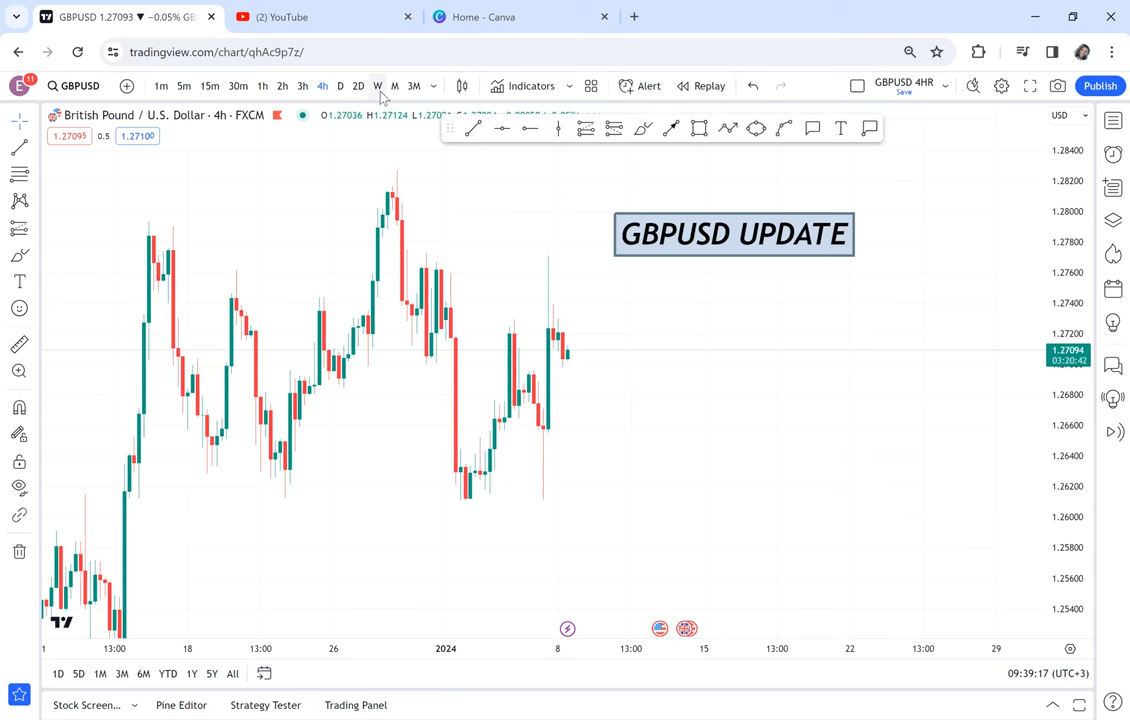 GBPUSD 1.27093 ▼ −0.05% GB
(2) YouTube
Home - Canva
tradingview.com/chart/qhAc9p7z/
E
11
GBPUSD
1m 5m 15m 30m 1h 2h 3h 4h D 2D W M 3M
Indicators
Alert
Replay
GBPUSD 4HR
Save
Publish
British Pound / U.S. Dollar · 4h · FXCM
O1.27036 H1.27124
USD
1.27095 0.5 1.27100
T
GBPUSD UPDATE
1.28400
1.28200
1.28000
1.27800
1.27600
1.27400
1.27200
1.27094
03:20:42
1.26800
1.26600
1.26400
1.26200
1.26000
1.25800
1.25600
1.25400
1 13:00 18 13:00 26 2024 8 13:00 15 13:00 22 13:00 29
1D 5D 1M 3M 6M YTD 1Y 5Y All
09:39:17 (UTC+3)
Stock Screen... Pine Editor Strategy Tester Trading Panel